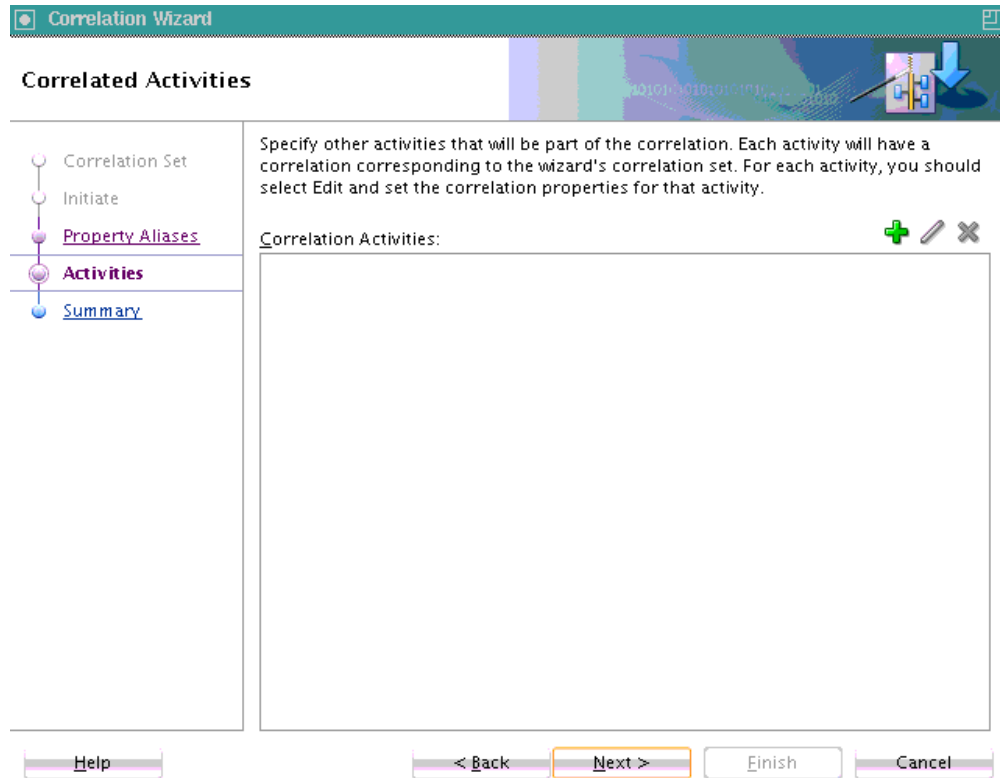 Correlation Wizard
Correlated Activities
Correlation Set
Initiate
Property Aliases
Activities
Summary
Specify other activities that will be part of the correlation. Each activity will have a
correlation corresponding to the wizard's correlation set. For each activity, you should
select Edit and set the correlation properties for that activity.
Correlation Activities:
Help
< Back
Next >
Finish
Cancel